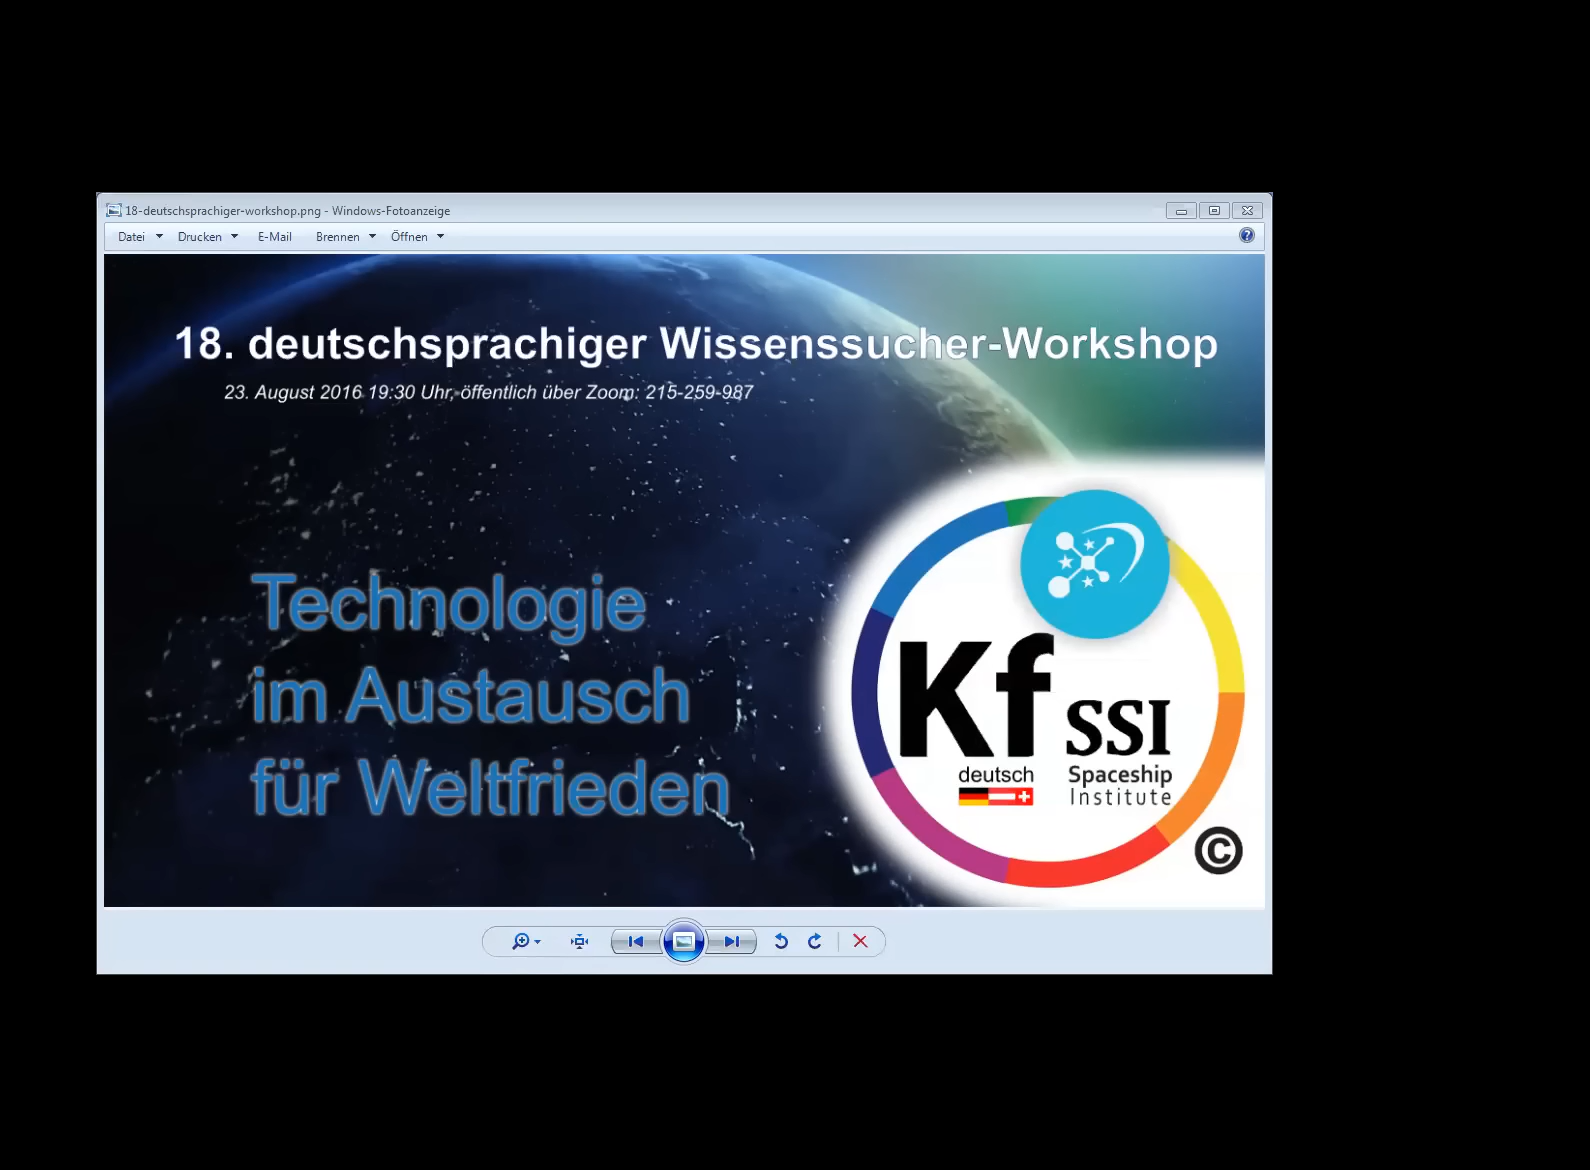 18-deutschsprachiger-workshop.png - Windows-Fotoanzeige
Datei Drucken E-Mail Brennen Öffnen
18. deutschsprachiger Wissenssucher-Workshop
23. August 2016 19:30 Uhr, öffentlich über Zoom: 215-259-987
Technologie
im Austausch
für Weltfrieden
Kf SSI
deutsch Spaceship
Institute
©